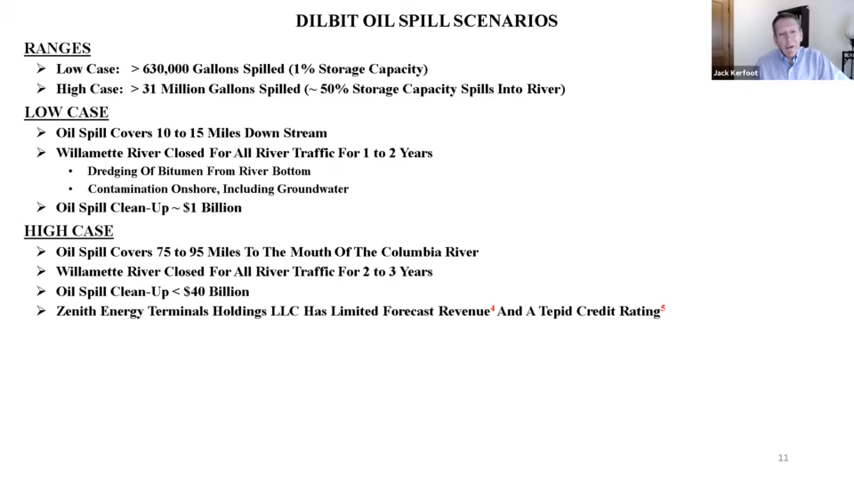 DILBIT OIL SPILL SCENARIOS
Jack Kerfoot
RANGES
➤ Low Case: > 630,000 Gallons Spilled (1% Storage Capacity)
➤ High Case: > 31 Million Gallons Spilled (~ 50% Storage Capacity Spills Into River)
LOW CASE
➤ Oil Spill Covers 10 to 15 Miles Down Stream
➤ Willamette River Closed For All River Traffic For 1 to 2 Years
• Dredging Of Bitumen From River Bottom
• Contamination Onshore, Including Groundwater
➤ Oil Spill Clean-Up ~ $1 Billion
HIGH CASE
➤ Oil Spill Covers 75 to 95 Miles To The Mouth Of The Columbia River
➤ Willamette River Closed For All River Traffic For 2 to 3 Years
➤ Oil Spill Clean-Up < $40 Billion
➤ Zenith Energy Terminals Holdings LLC Has Limited Forecast Revenue4 And A Tepid Credit Rating5
11